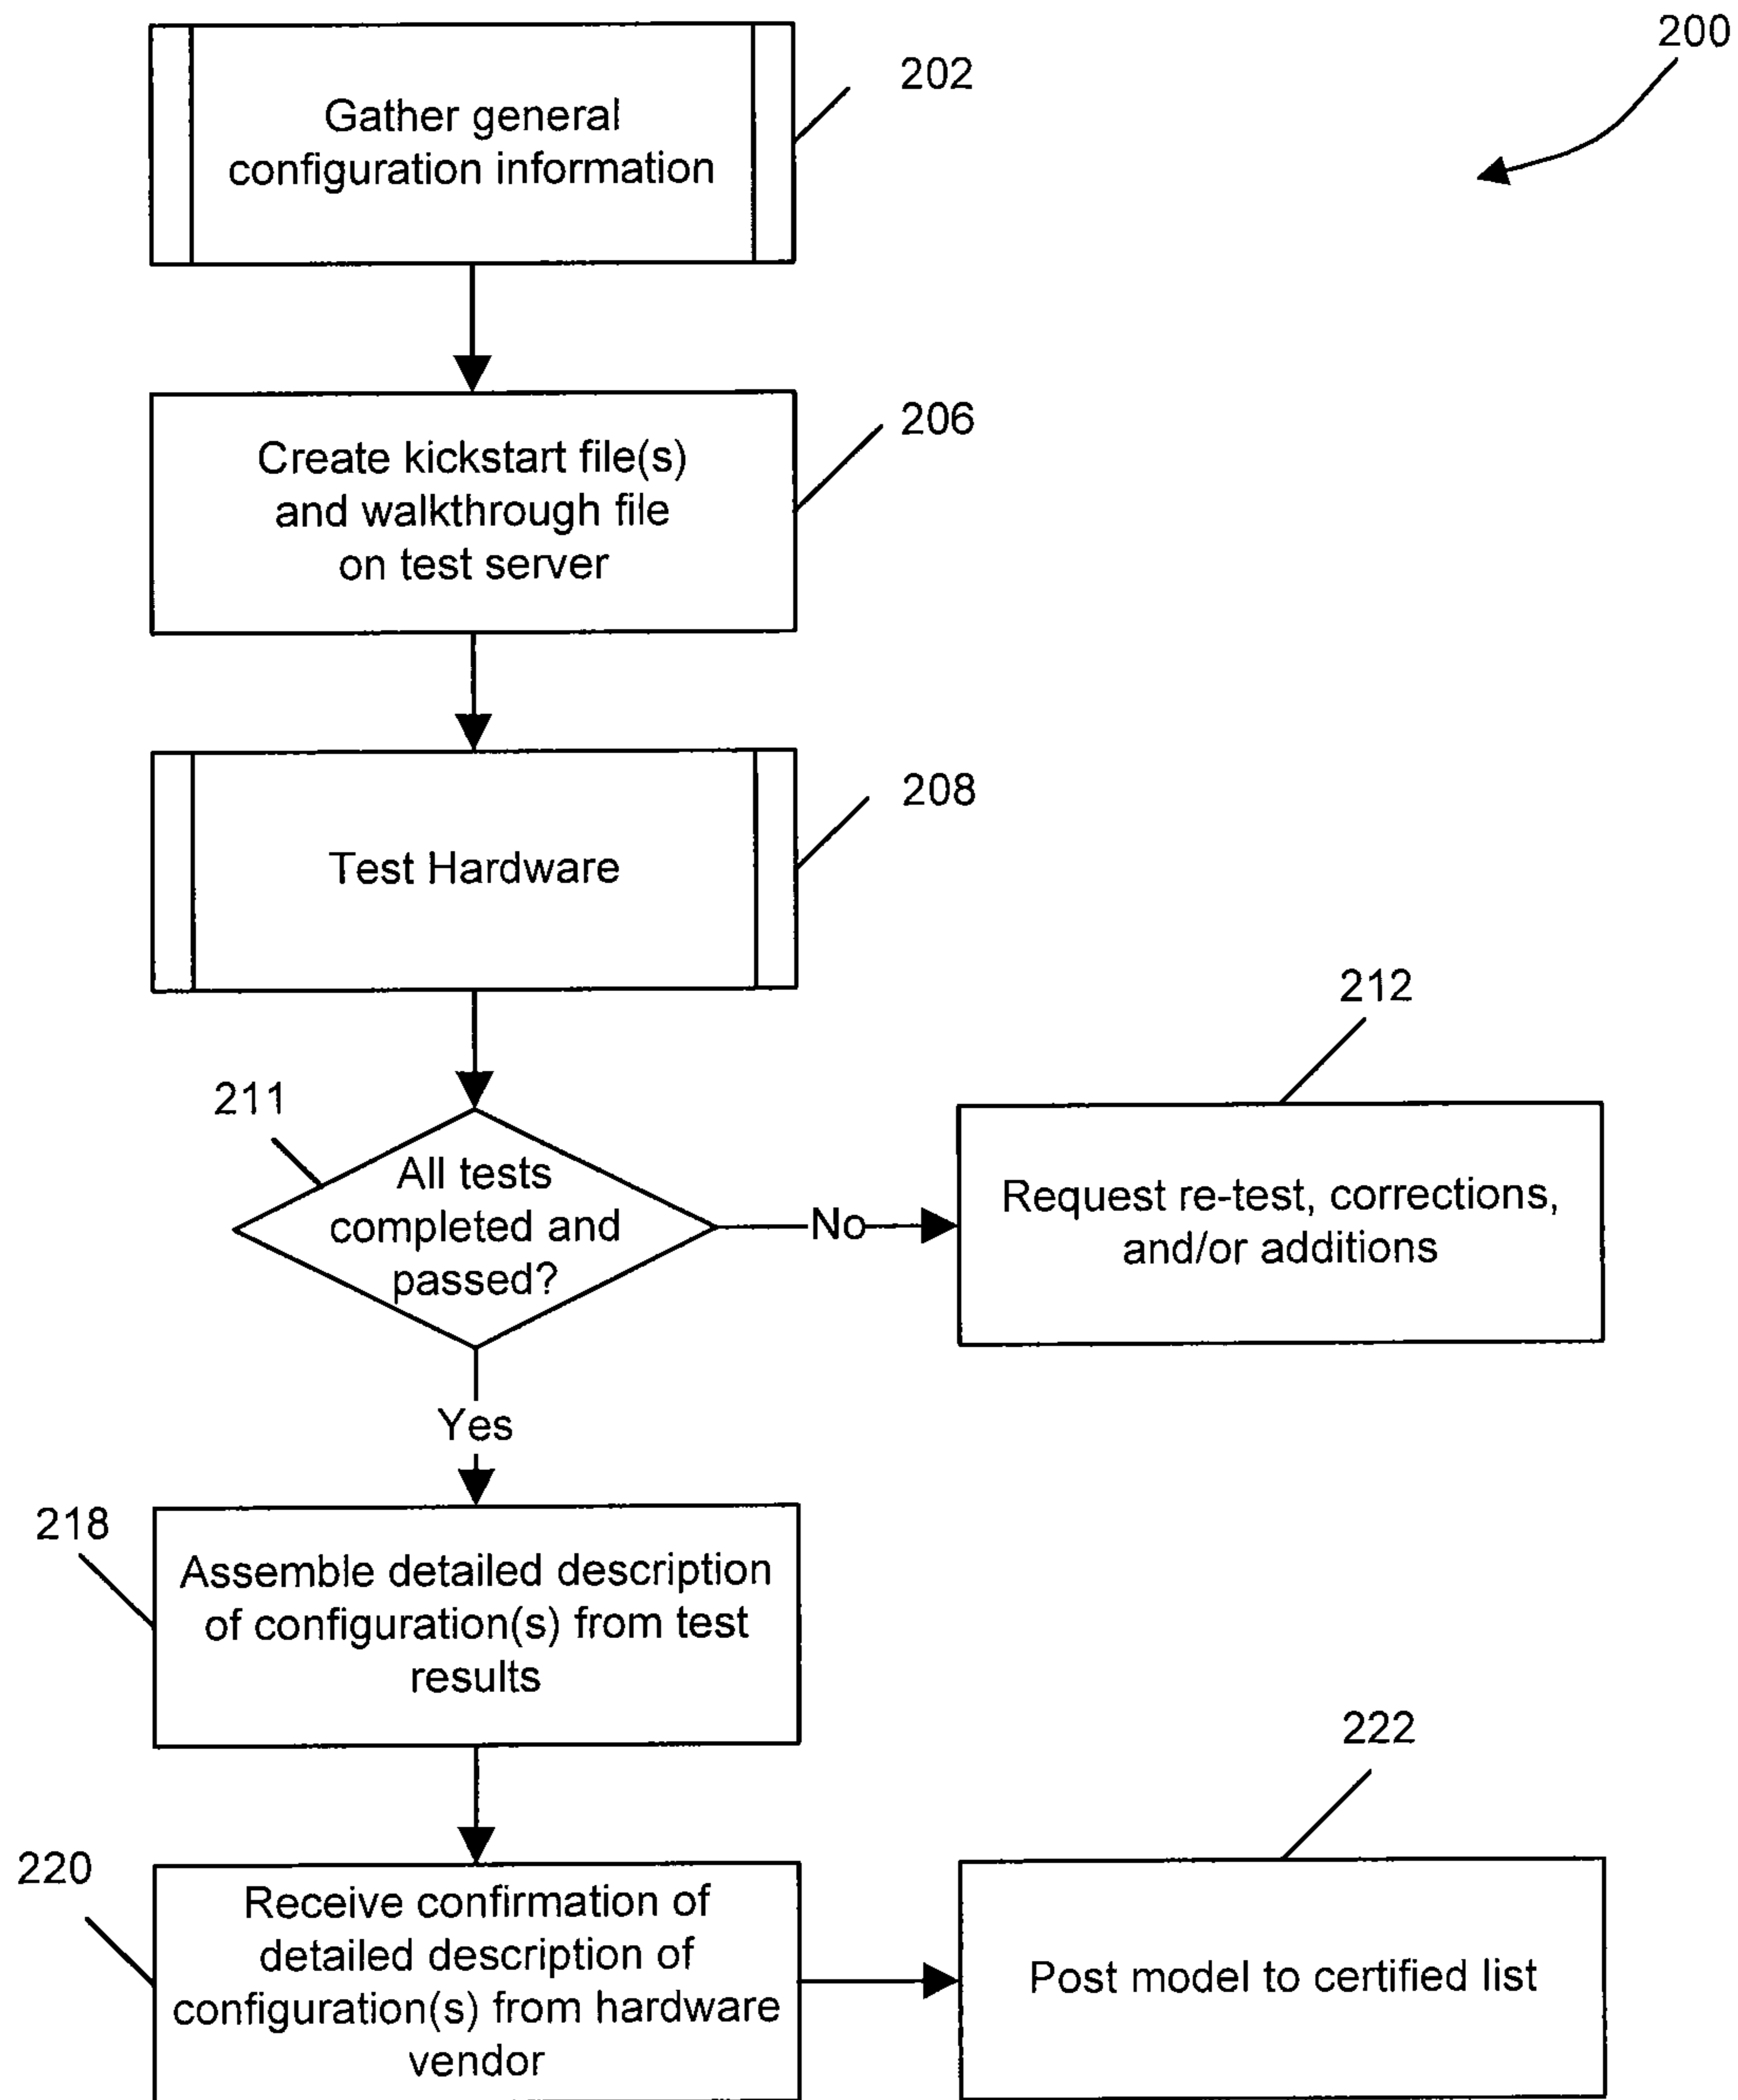 200
202
Gather general
configuration information
206
Create kickstart file(s)
and walkthrough file
on test server
208
Test Hardware
211
All tests
completed and
passed?
No
212
Request re-test, corrections,
and/or additions
Yes
218
Assemble detailed description
of configuration(s) from test
results
220
Receive confirmation of
detailed description of
configuration(s) from hardware
vendor
222
Post model to certified list